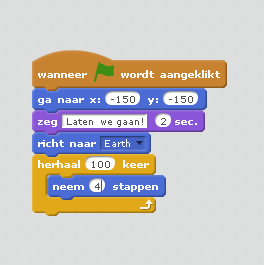 wanneer wordt aangeklikt
ga naar x: -150 y: -150
zeg Laten we gaan! 2 sec.
richt naar Earth
herhaal 100 keer
neem 4 stappen